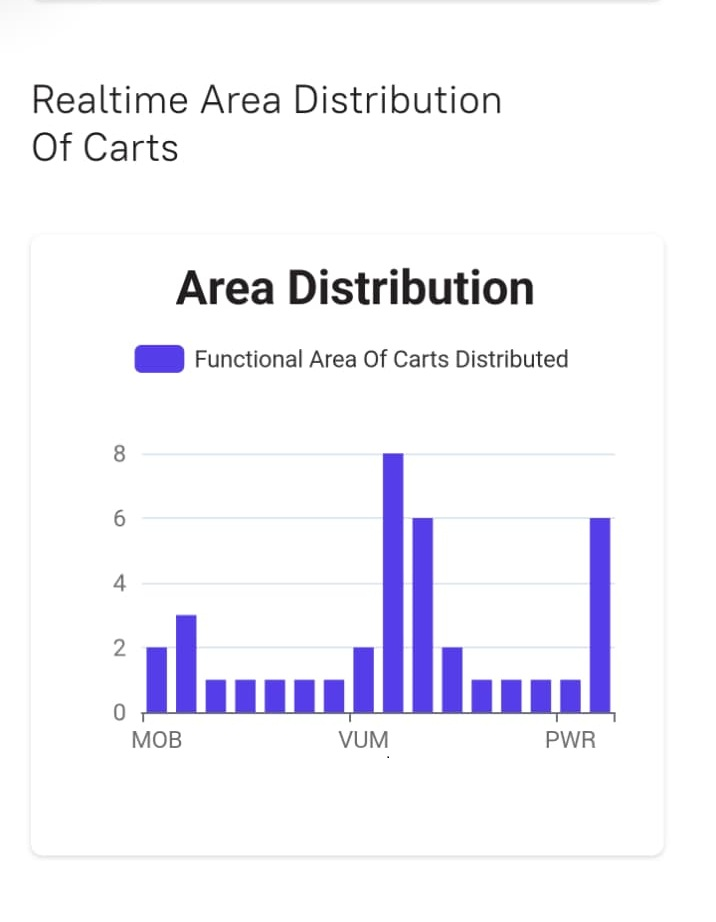 Realtime Area Distribution
Of Carts
Area Distribution
Functional Area Of Carts Distributed
8
6
4
2
0
MOB VUM PWR